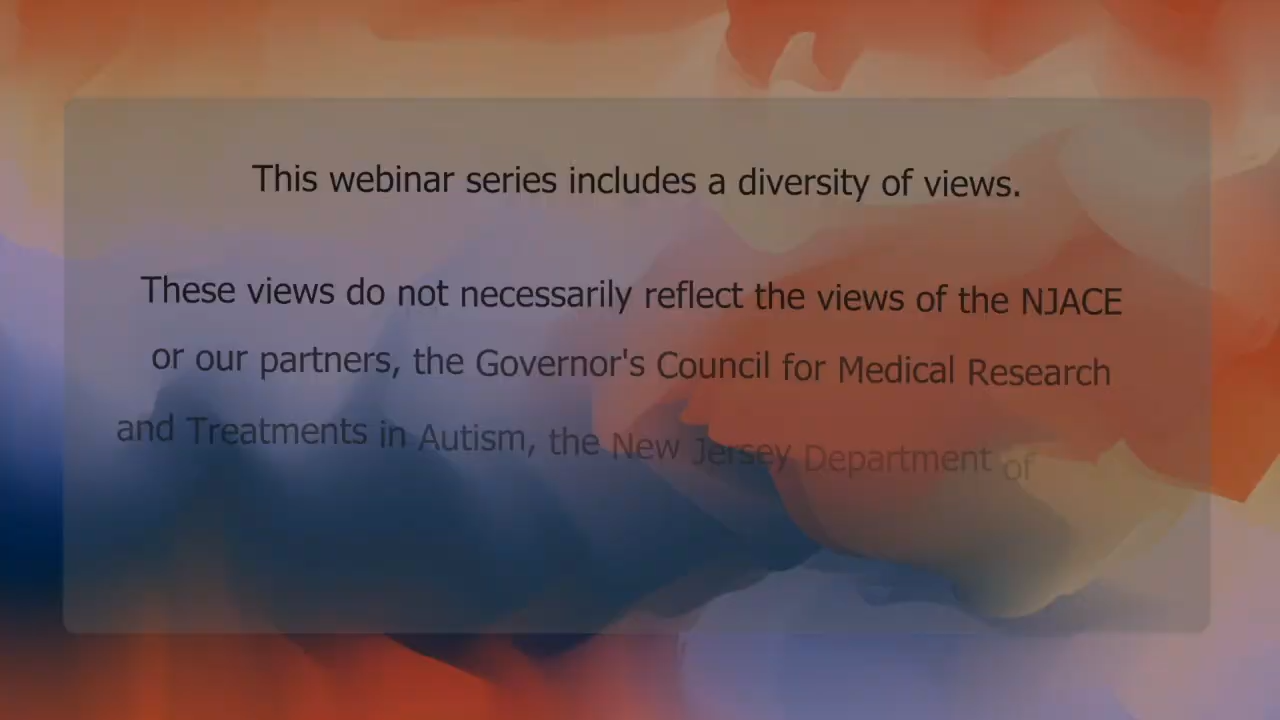 This webinar series includes a diversity of views.
These views do not necessarily reflect the views of the NJACE
or our partners, the Governor's Council for Medical Research
and Treatments in Autism, the New Jersey Department of